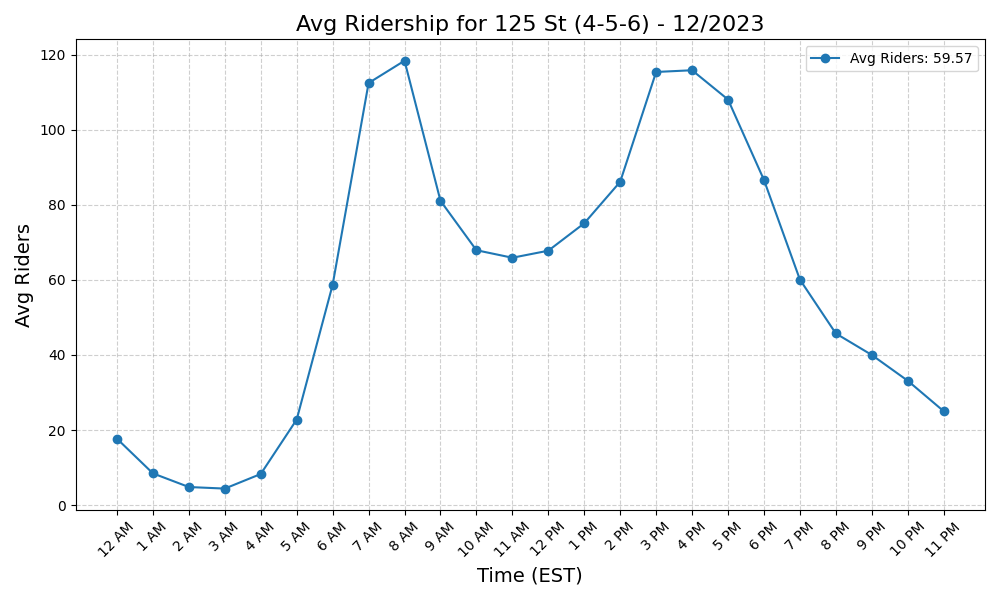 Avg Ridership for 125 St (4-5-6) - 12/2023
Avg Riders: 59.57
Avg Riders
120
100
80
60
40
20
0
12 AM
1 AM
2 AM
3 AM
4 AM
5 AM
6 AM
7 AM
8 AM
9 AM
10 AM
11 AM
12 PM
1 PM
2 PM
3 PM
4 PM
5 PM
6 PM
7 PM
8 PM
9 PM
10 PM
11 PM
Time (EST)